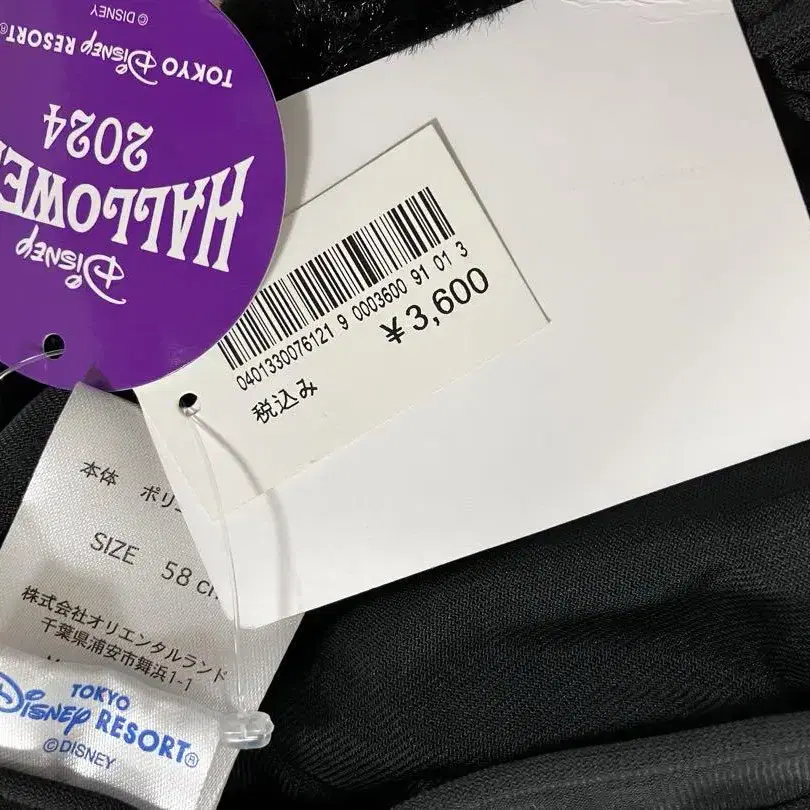 Disney
HALLOWE
2024
TOKYO Disney RESORT®
© DISNEY
0401330076121 9 0003600 91 01 3
¥3,600
税込み
本体 ポリ
SIZE 58 c
株式会社オリエンタルランド
千葉県浦安市舞浜1-1
TOKYO
Disney RESORT®
©DISNEY